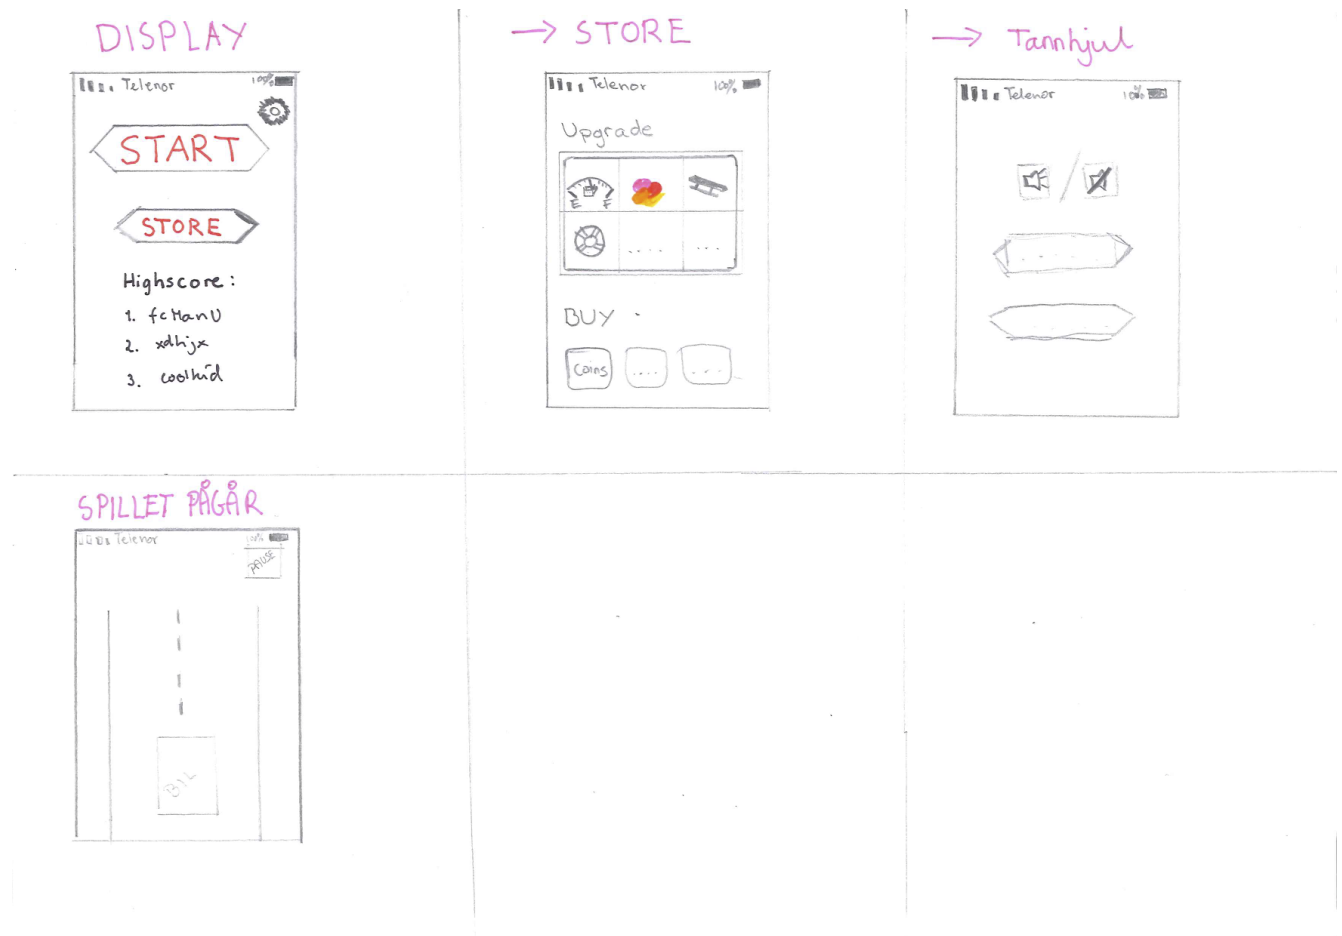 DISPLAY
Telenor 100%
START
STORE
Highscore:
1. fcManU
2. xdhjx
3. coolkid
→ STORE
Telenor 100%
Upgrade
E F
.... ...
BUY
Coins .... ....
→ Tannhjul
Telenor 100%
SPILLET PÅGÅR
Telenor 100%
PAUSE
BIL